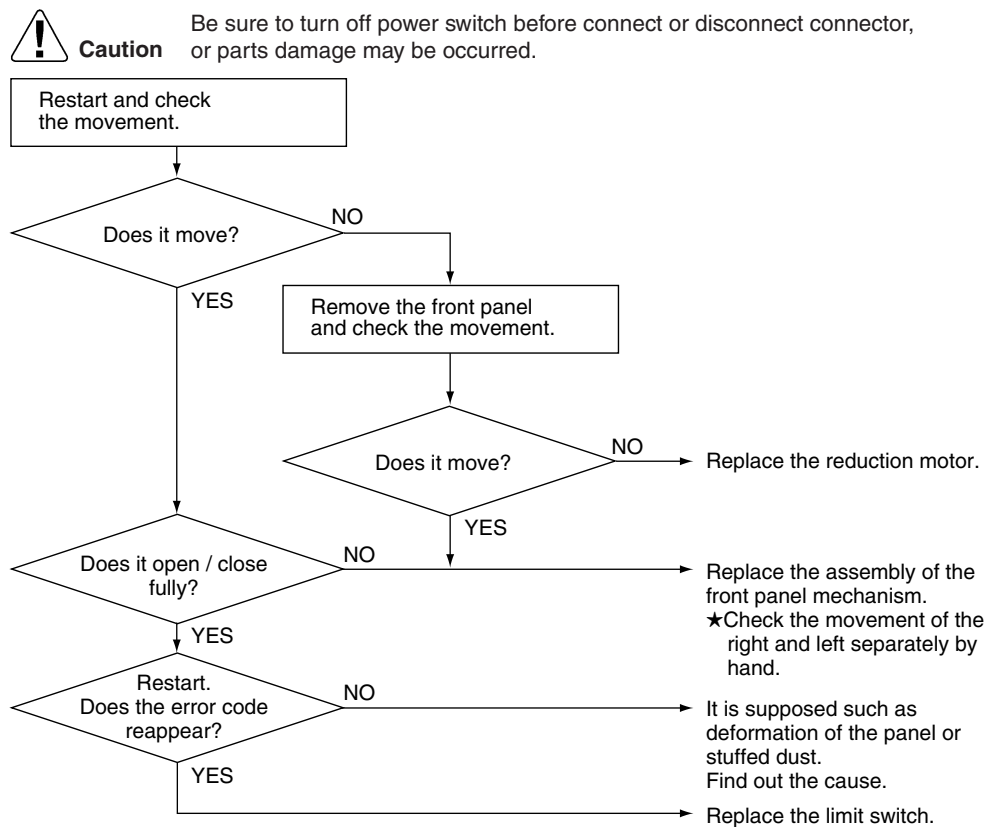 Be sure to turn off power switch before connect or disconnect connector,
Caution or parts damage may be occurred.
Restart and check
the movement.
Does it move?
NO
YES
Remove the front panel
and check the movement.
Does it move?
NO
Replace the reduction motor.
YES
Does it open / close
fully?
NO
Replace the assembly of the
front panel mechanism.
★Check the movement of the
right and left separately by
hand.
YES
Restart.
Does the error code
reappear?
NO
It is supposed such as
deformation of the panel or
stuffed dust.
Find out the cause.
YES
Replace the limit switch.